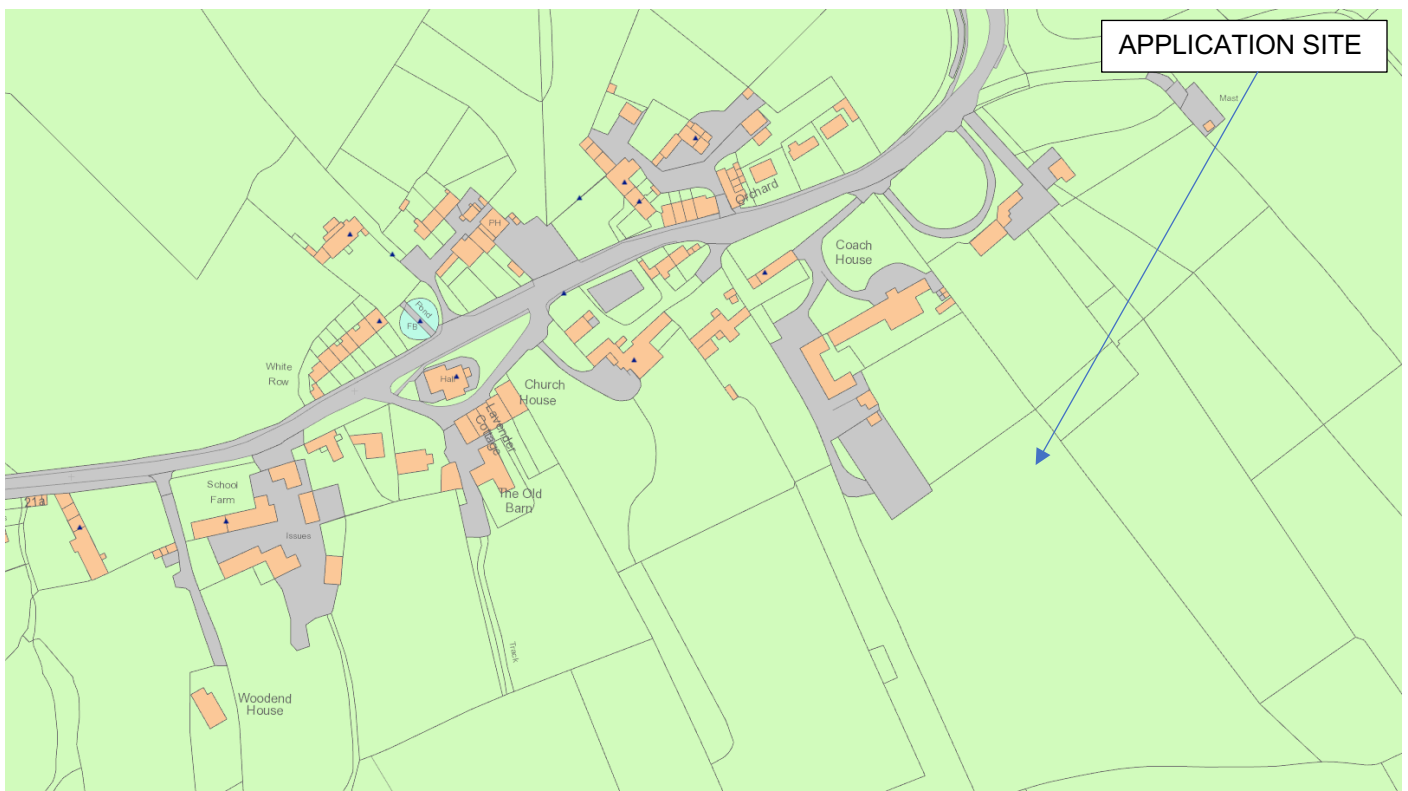 APPLICATION SITE
Mast
Orchard
PH
Coach
House
Pond
FB
White
Row
Hall
Church
House
Lavender
Cottage
School
Farm
The Old
Barn
21a
Issues
Track
Woodend
House